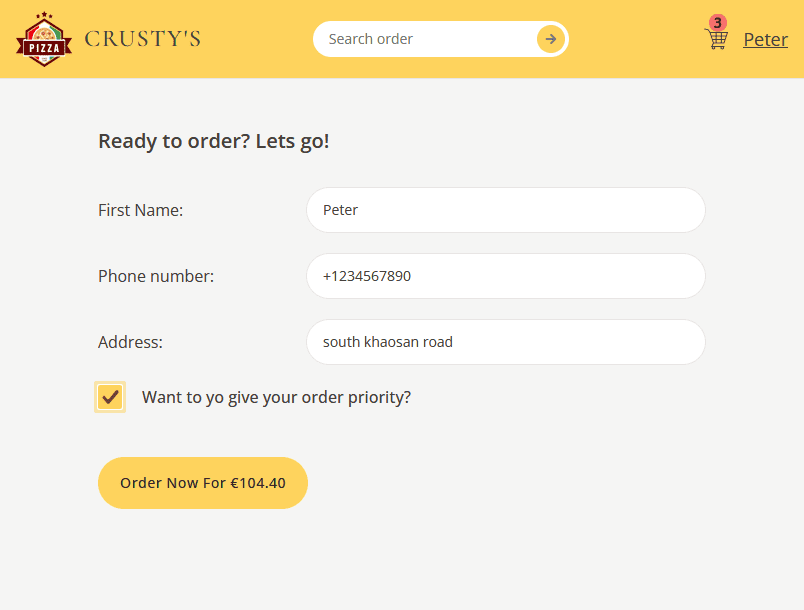 PIZZA
CRUSTY'S
Search order
3
Peter
Ready to order? Lets go!
First Name:
Peter
Phone number:
+1234567890
Address:
south khaosan road
Want to yo give your order priority?
Order Now For €104.40